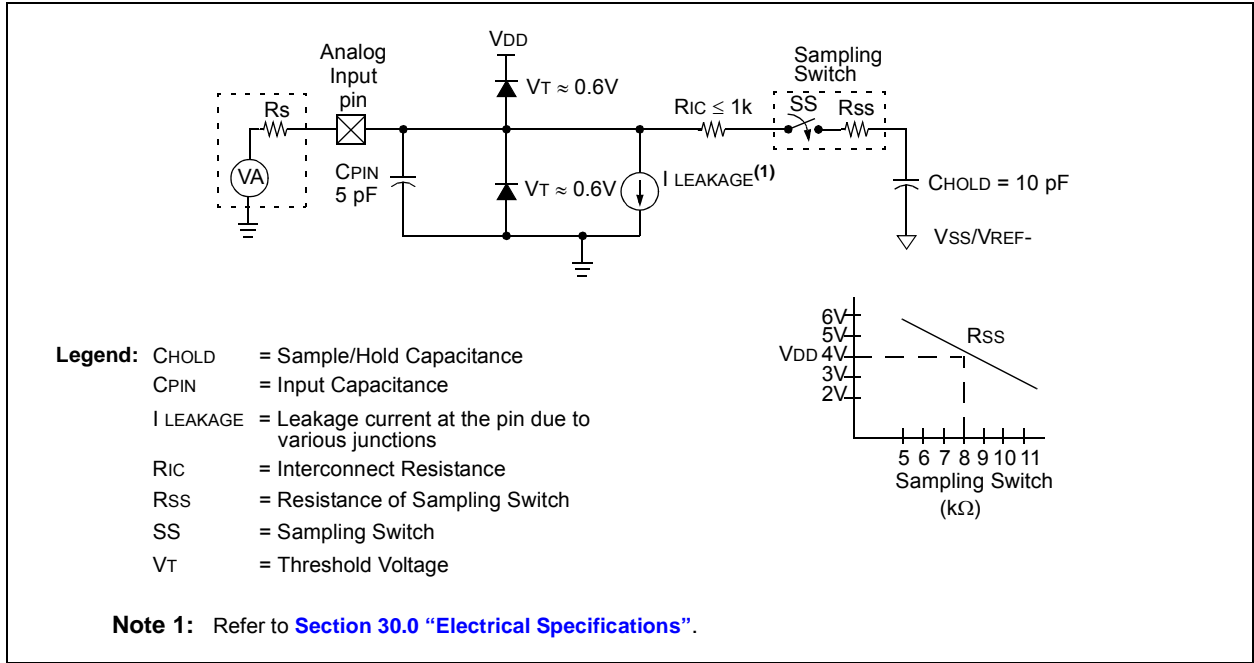 VDD
Analog
Input
pin
Sampling
Switch
VT ≈ 0.6V
Rs
RIC ≤ 1k
SS
Rss
VA
CPIN
5 pF
VT ≈ 0.6V
I LEAKAGE(1)
CHOLD = 10 pF
VSS/VREF-
6V
5V
VDD 4V
3V
2V
RSS
5 6 7 8 9 10 11
Sampling Switch
(kΩ)
Legend: CHOLD = Sample/Hold Capacitance
CPIN = Input Capacitance
I LEAKAGE = Leakage current at the pin due to
various junctions
RIC = Interconnect Resistance
RSS = Resistance of Sampling Switch
SS = Sampling Switch
VT = Threshold Voltage
Note 1: Refer to Section 30.0 “Electrical Specifications”.